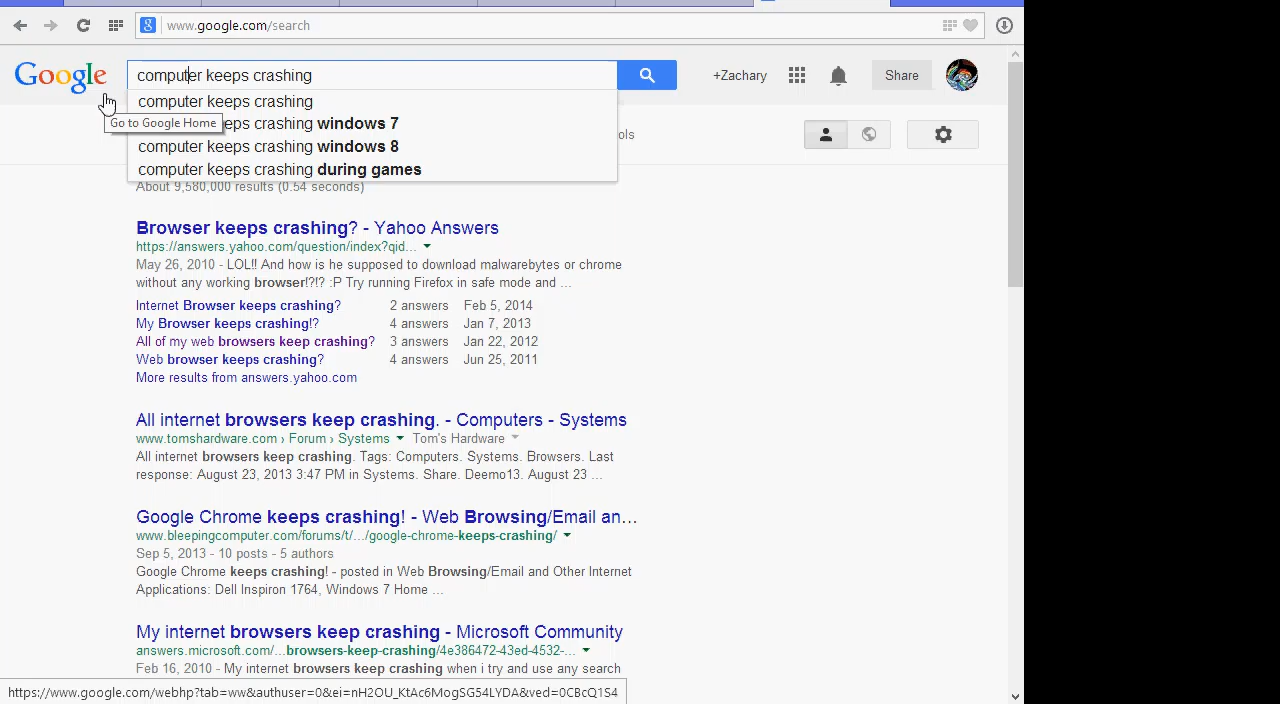 www.google.com/search
Google
computer keeps crashing
+Zachary
Share
computer keeps crashing
eps crashing windows 7
Go to Google Home
computer keeps crashing windows 8
computer keeps crashing during games
ols
About 9,580,000 results (0.54 seconds)
Browser keeps crashing? - Yahoo Answers
https://answers.yahoo.com/question/index?qid...
May 26, 2010 - LOL!! And how is he supposed to download malwarebytes or chrome
without any working browser!?!? :P Try running Firefox in safe mode and ...
Internet Browser keeps crashing? 2 answers Feb 5, 2014
My Browser keeps crashing!? 4 answers Jan 7, 2013
All of my web browsers keep crashing? 3 answers Jan 22, 2012
Web browser keeps crashing? 4 answers Jun 25, 2011
More results from answers.yahoo.com
All internet browsers keep crashing. - Computers - Systems
www.tomshardware.com › Forum › Systems Tom's Hardware
All internet browsers keep crashing. Tags: Computers. Systems. Browsers. Last
response: August 23, 2013 3:47 PM in Systems. Share. Deemo13. August 23 ...
Google Chrome keeps crashing! - Web Browsing/Email an...
www.bleepingcomputer.com/forums/t/.../google-chrome-keeps-crashing/
Sep 5, 2013 - 10 posts - 5 authors
Google Chrome keeps crashing! - posted in Web Browsing/Email and Other Internet
Applications: Dell Inspiron 1764, Windows 7 Home ...
My internet browsers keep crashing - Microsoft Community
answers.microsoft.com/...browsers-keep-crashing/4e386472-43ed-4532-...
Feb 16, 2010 - My internet browsers keep crashing when i try and use any search
https://www.google.com/webhp?tab=ww&authuser=0&ei=nH2OU_KtAc6MogSG54LYDA&ved=0CBcQ1S4